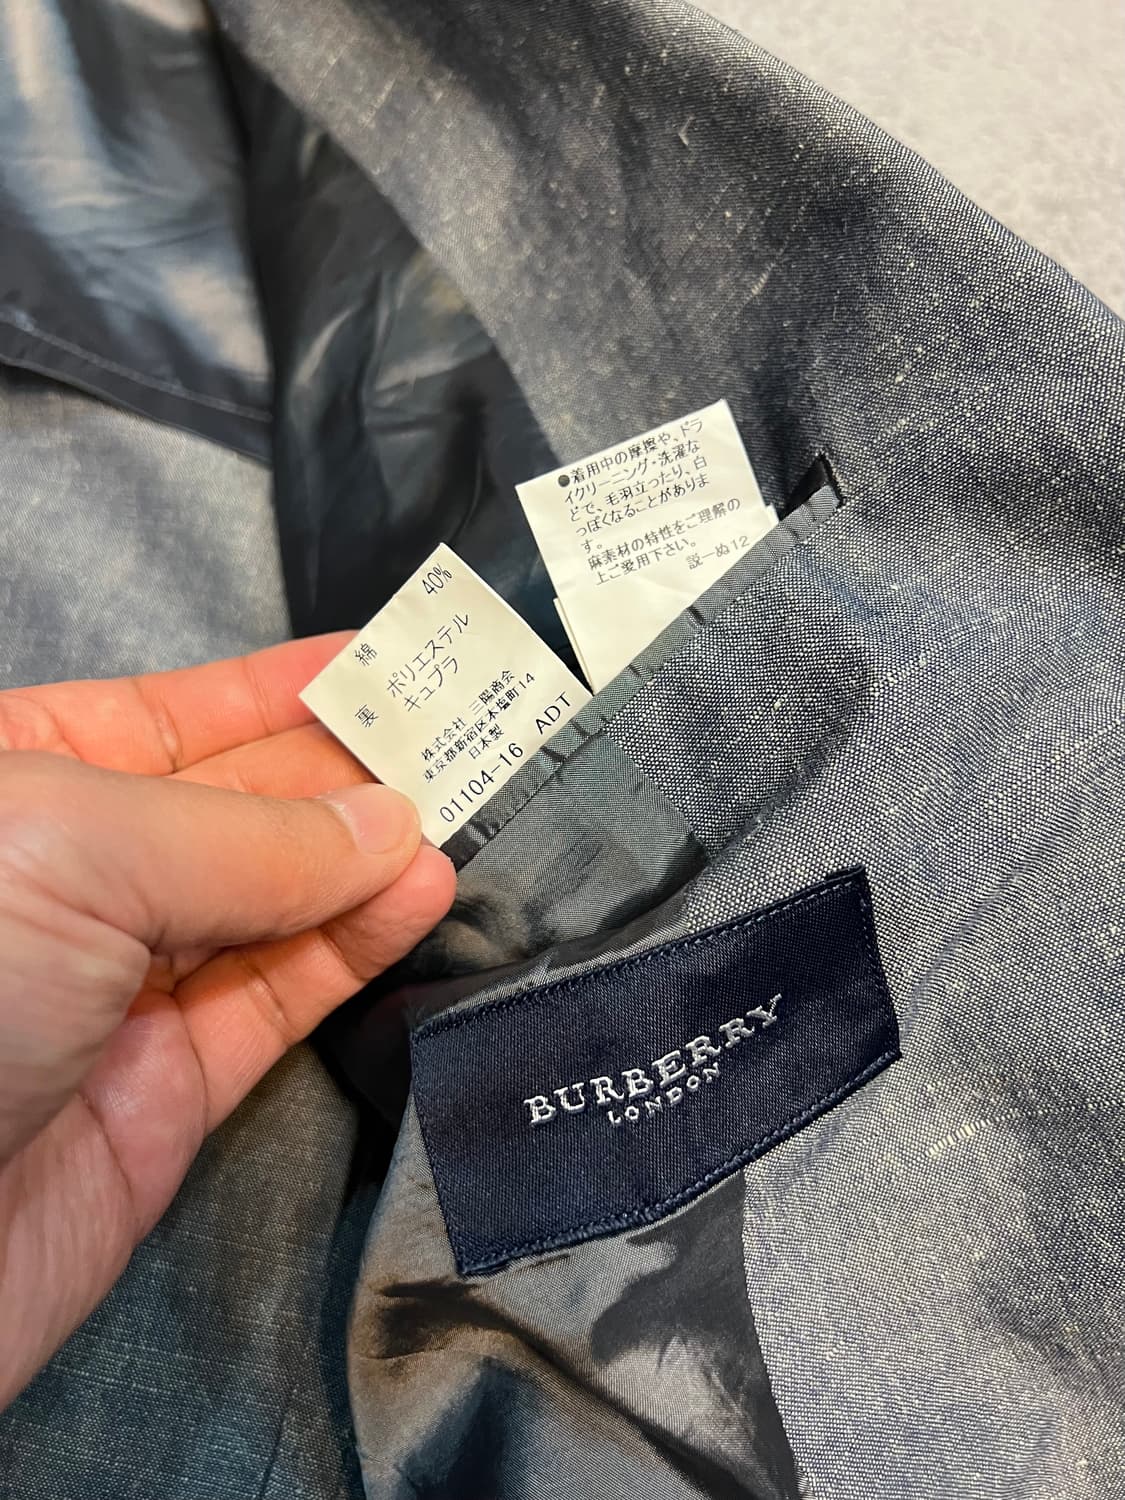 ●着用中の摩擦や、ドラ
イクリーニング・洗濯な
どで、毛羽立ったり、白
っぽくなることがありま
す。
麻素材の特性をご理解の
上ご愛用下さい。
説ーぬ12
綿 40%
裏 ポリエステル
キュプラ
株式会社 三陽商会
東京都新宿区本塩町14
日本製
01104-16 ADT
BURBERRY
LONDON